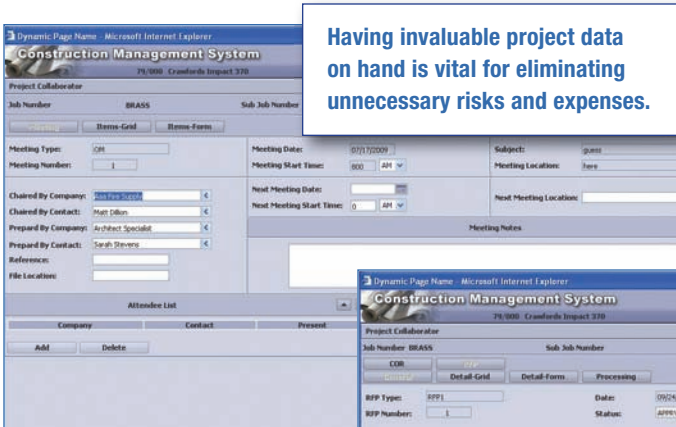 Having invaluable project data
on hand is vital for eliminating
unnecessary risks and expenses.
Dynamic Page Name - Microsoft Internet Explorer
Construction Management System
79/000 Crawfords Impact 370
Project Collaborator
Job Number BRASS Sub Job Number
Items-Grid Items-Form
Meeting Type: OM Meeting Date: 07/17/2009 Subject: guess
Meeting Number: 1 Meeting Start Time: 800 AM Meeting Location: here
Chaired By Company: Fire Supply Next Meeting Date: Next Meeting Location:
Chaired By Contact: Matt Dillon Next Meeting Start Time: 0 AM
Prepard By Company: Architect Specialist Meeting Notes
Prepard By Contact: Sarah Stevens
Reference:
File Location:
Attendee List
Company Contact Present
Add Delete
Dynamic Page Name - Microsoft Internet Explorer
Construction Management System
79/000 Crawfords Impact 370
Project Collaborator
Job Number BRASS Sub Job Number
COR
Detail-Grid Detail-Form Processing
RFP Type: RPP1 Date: 09/24
RFP Number: 1 Status: